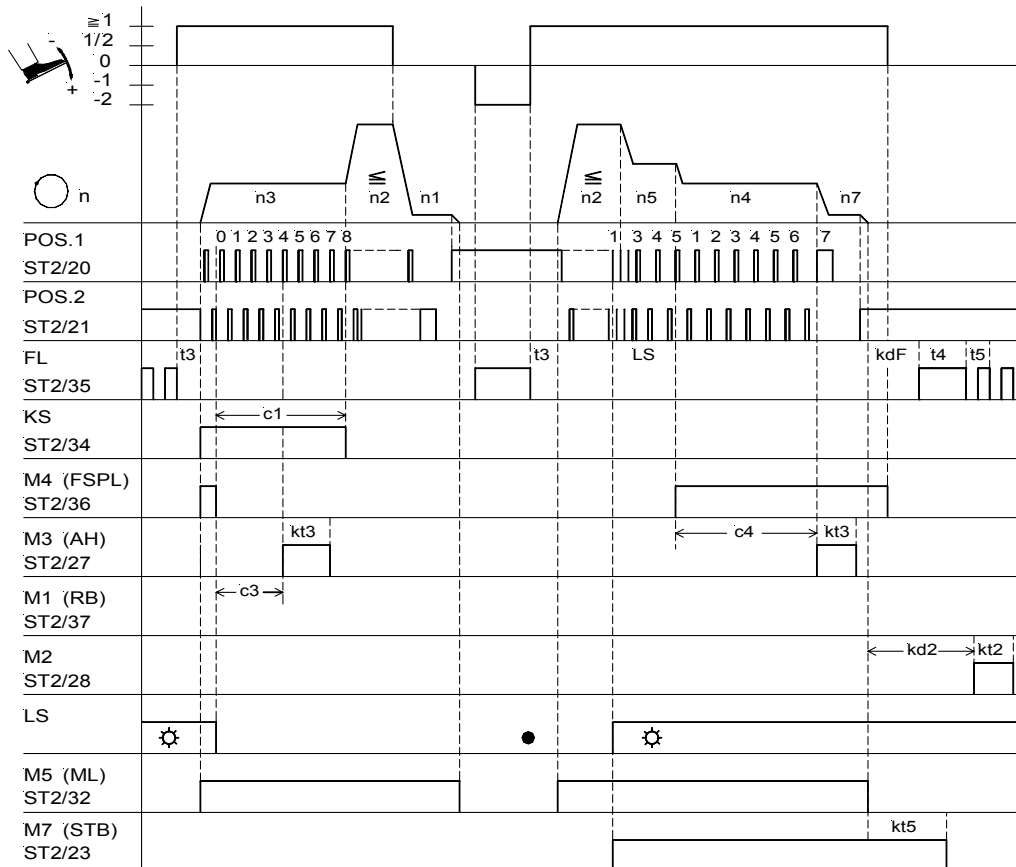 ≧1
1/2
0
-1
-2
-
+
n
n3
≦
n2
n1
≦
n2
n5
n4
n7
POS.1
ST2/20
0 1 2 3 4 5 6 7 8
1 3 4 5 1 2 3 4 5 6 7
POS.2
ST2/21
FL
ST2/35
t3
t3
LS
kdF
t4
t5
KS
ST2/34
c1
M4 (FSPL)
ST2/36
M3 (AH)
ST2/27
kt3
c4
kt3
c3
M1 (RB)
ST2/37
M2
ST2/28
kd2
kt2
LS
M5 (ML)
ST2/32
M7 (STB)
ST2/23
kt5